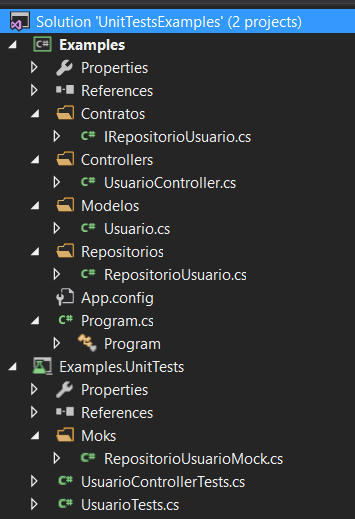 Solution 'UnitTestsExamples' (2 projects)
C# Examples
Properties
References
Contratos
C# IRepositorioUsuario.cs
Controllers
C# UsuarioController.cs
Modelos
C# Usuario.cs
Repositorios
C# RepositorioUsuario.cs
App.config
C# Program.cs
Program
Examples.UnitTests
Properties
References
Moks
C# RepositorioUsuarioMock.cs
C# UsuarioControllerTests.cs
C# UsuarioTests.cs